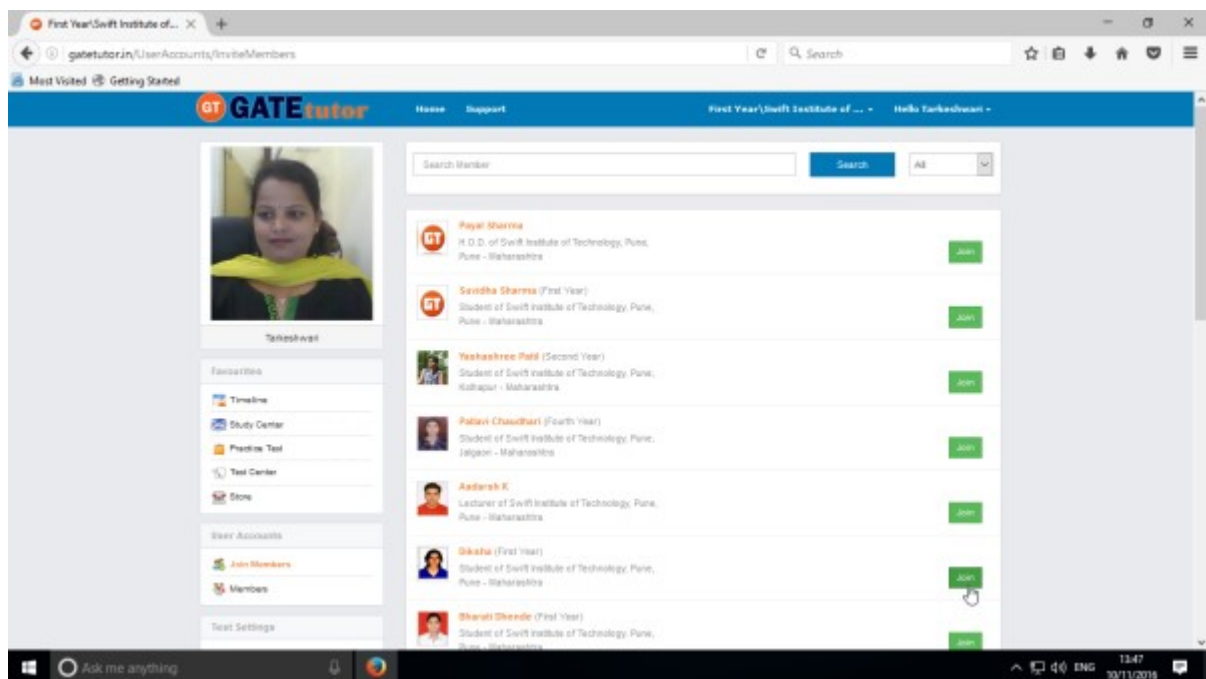 First Year\Swift Institute of...
gatetutor.in/UserAccounts/InviteMembers
Search
Most Visited Getting Started
GT GATEtutor Home Support First Year\Swift Institute of ... Hello Tarkeshwari
Search Member Search All
Tarkeshwari
Favourites
Timeline
Study Center
Practice Test
Test Center
Store
User Accounts
Join Members
Members
Test Settings
GT
Payal Sharma
H.O.D. of Swift Institute of Technology, Pune,
Pune - Maharashtra
Join
GT
Suvidha Sharma (First Year)
Student of Swift Institute of Technology, Pune,
Pune - Maharashtra
Join
Yashashree Patil (Second Year)
Student of Swift Institute of Technology, Pune,
Kolhapur - Maharashtra
Join
Pallavi Chaudhari (Fourth Year)
Student of Swift Institute of Technology, Pune,
Jalgaon - Maharashtra
Join
Aadarsh K
Lecturer of Swift Institute of Technology, Pune,
Pune - Maharashtra
Join
Diksha (First Year)
Student of Swift Institute of Technology, Pune,
Pune - Maharashtra
Join
Bharati Shende (First Year)
Student of Swift Institute of Technology, Pune,
Pune - Maharashtra
Join
Ask me anything
ENG 13:47
10/11/2016